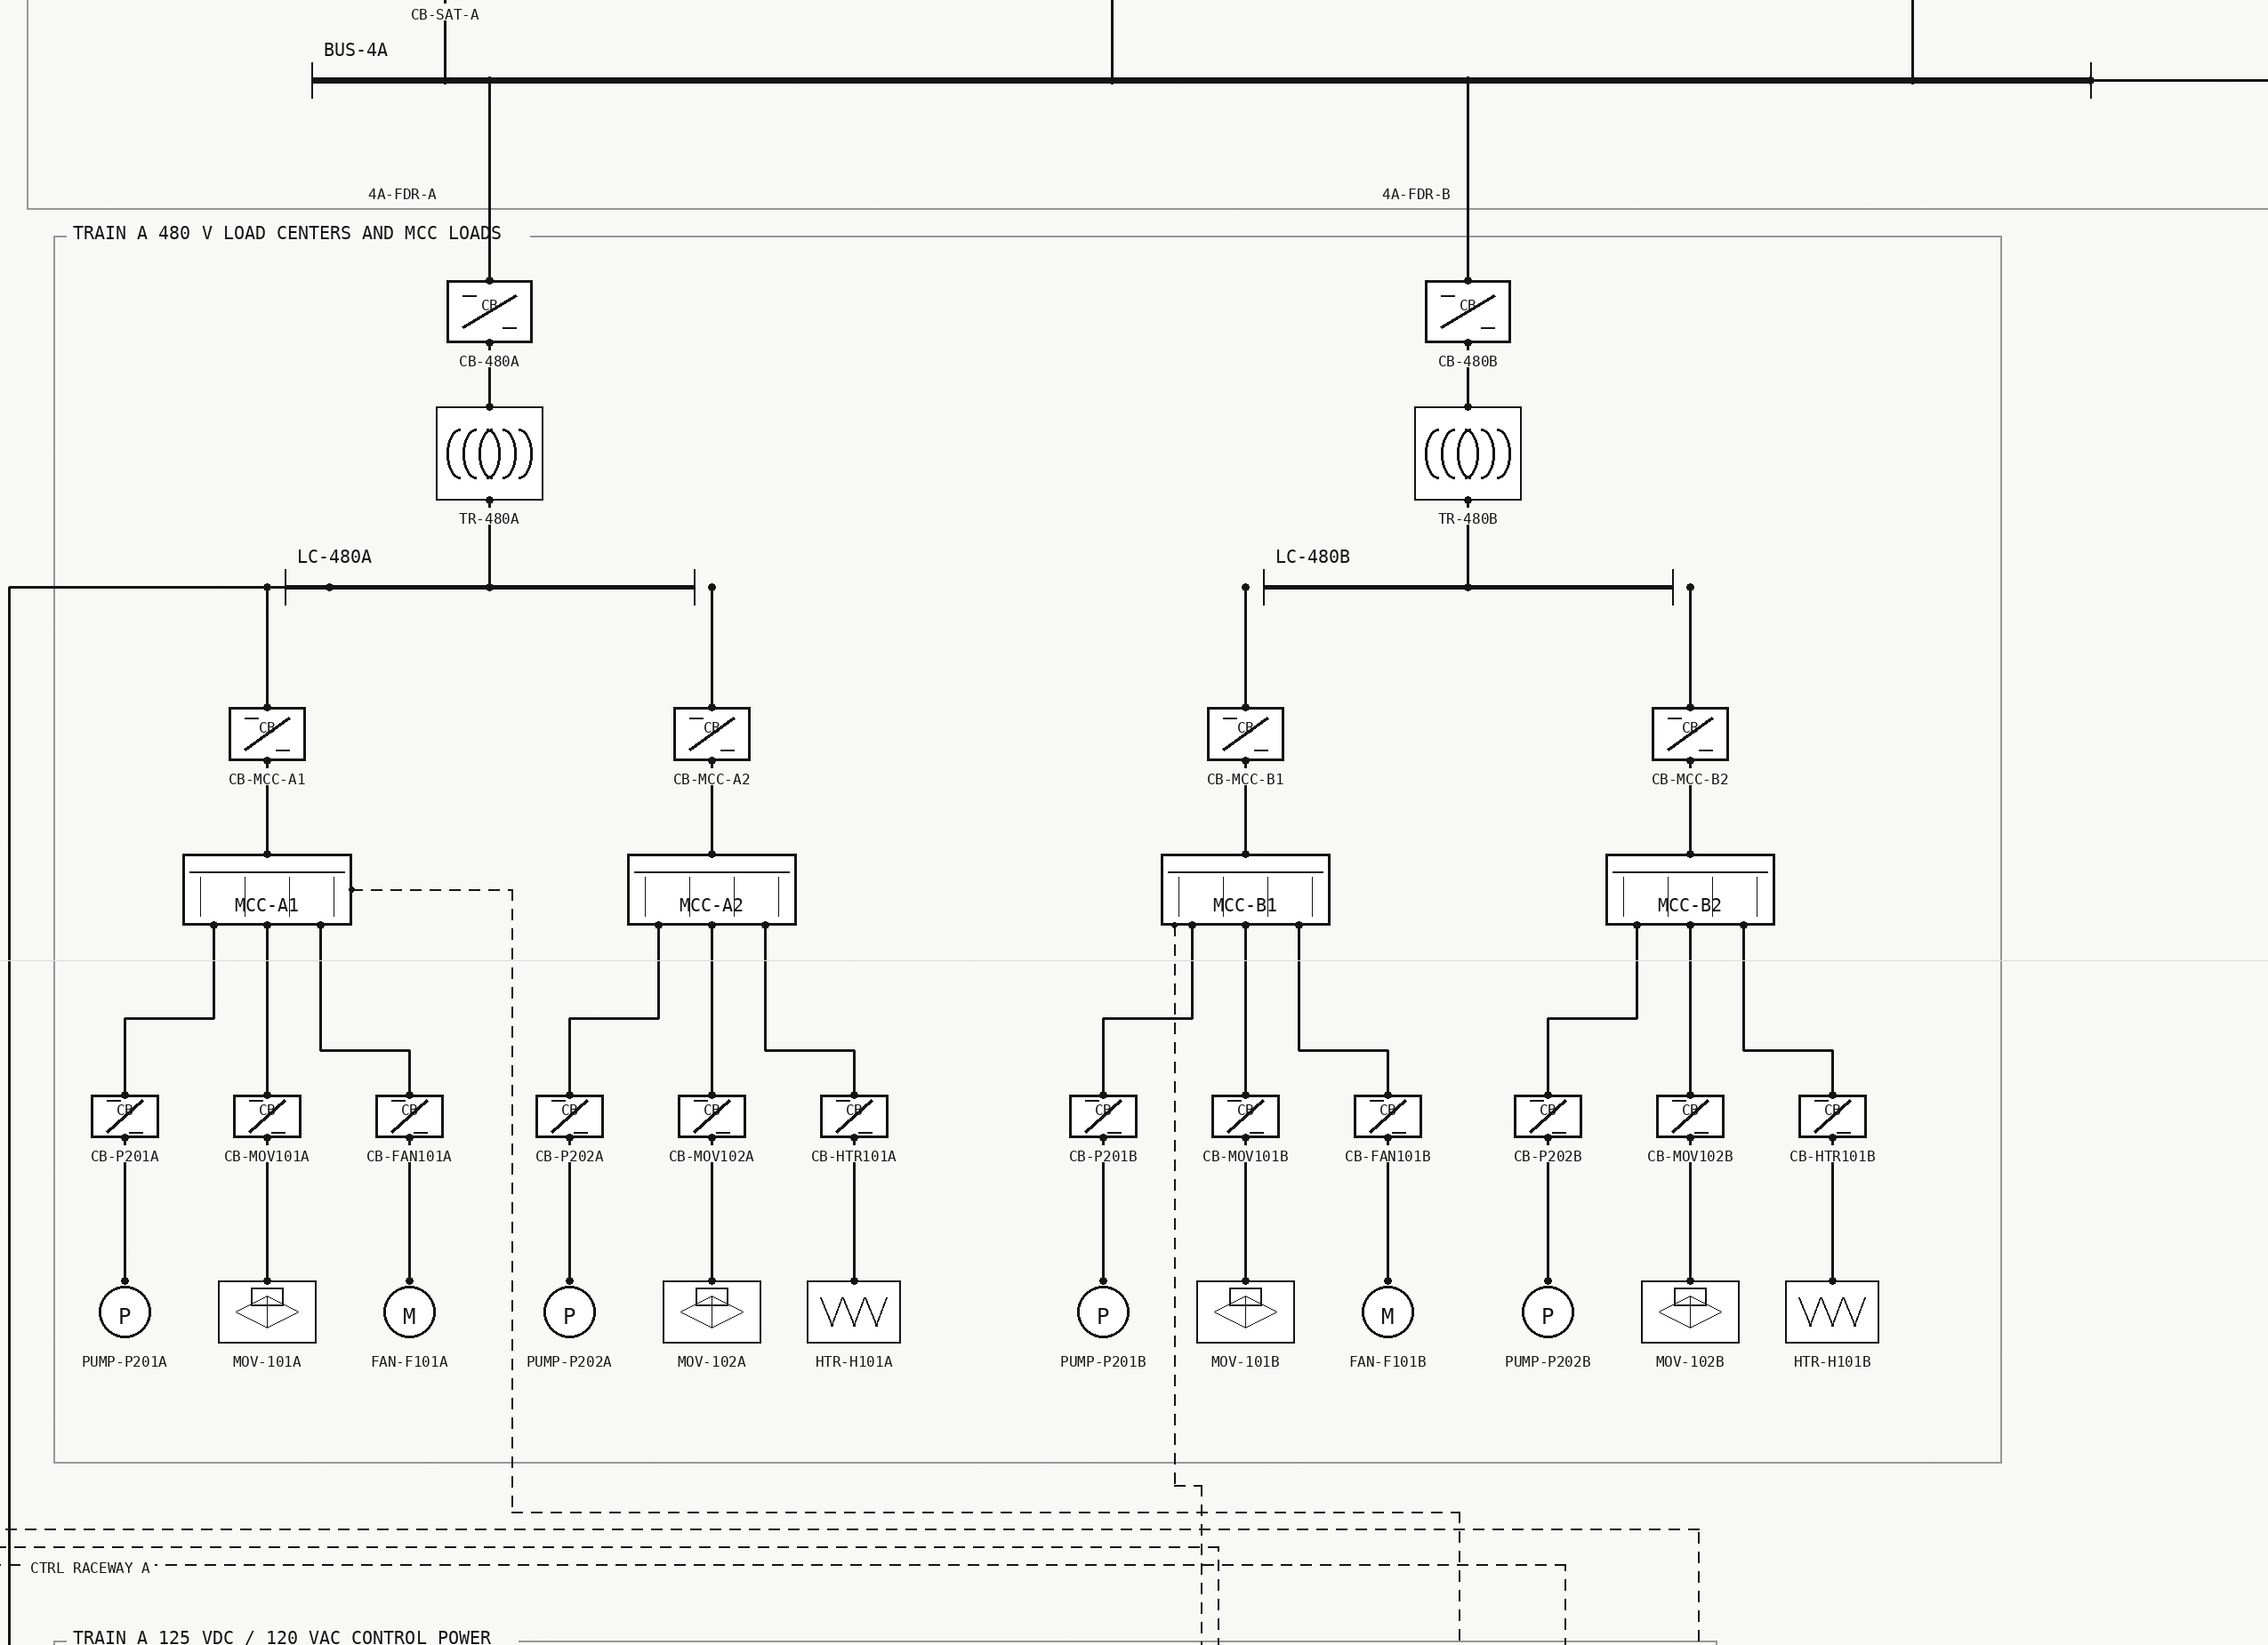 CB-SAT-A
BUS-4A
4A-FDR-A 4A-FDR-B
TRAIN A 480 V LOAD CENTERS AND MCC LOADS
CB CB
CB-480A CB-480B
TR-480A TR-480B
LC-480A LC-480B
CB CB CB CB
CB-MCC-A1 CB-MCC-A2 CB-MCC-B1 CB-MCC-B2
MCC-A1 MCC-A2 MCC-B1 MCC-B2
CB CB CB CB CB CB CB CB CB CB CB CB
CB-P201A CB-MOV101A CB-FAN101A CB-P202A CB-MOV102A CB-HTR101A CB-P201B CB-MOV101B CB-FAN101B CB-P202B CB-MOV102B CB-HTR101B
P M P P M P
PUMP-P201A MOV-101A FAN-F101A PUMP-P202A MOV-102A HTR-H101A PUMP-P201B MOV-101B FAN-F101B PUMP-P202B MOV-102B HTR-H101B
CTRL RACEWAY A
TRAIN A 125 VDC / 120 VAC CONTROL POWER